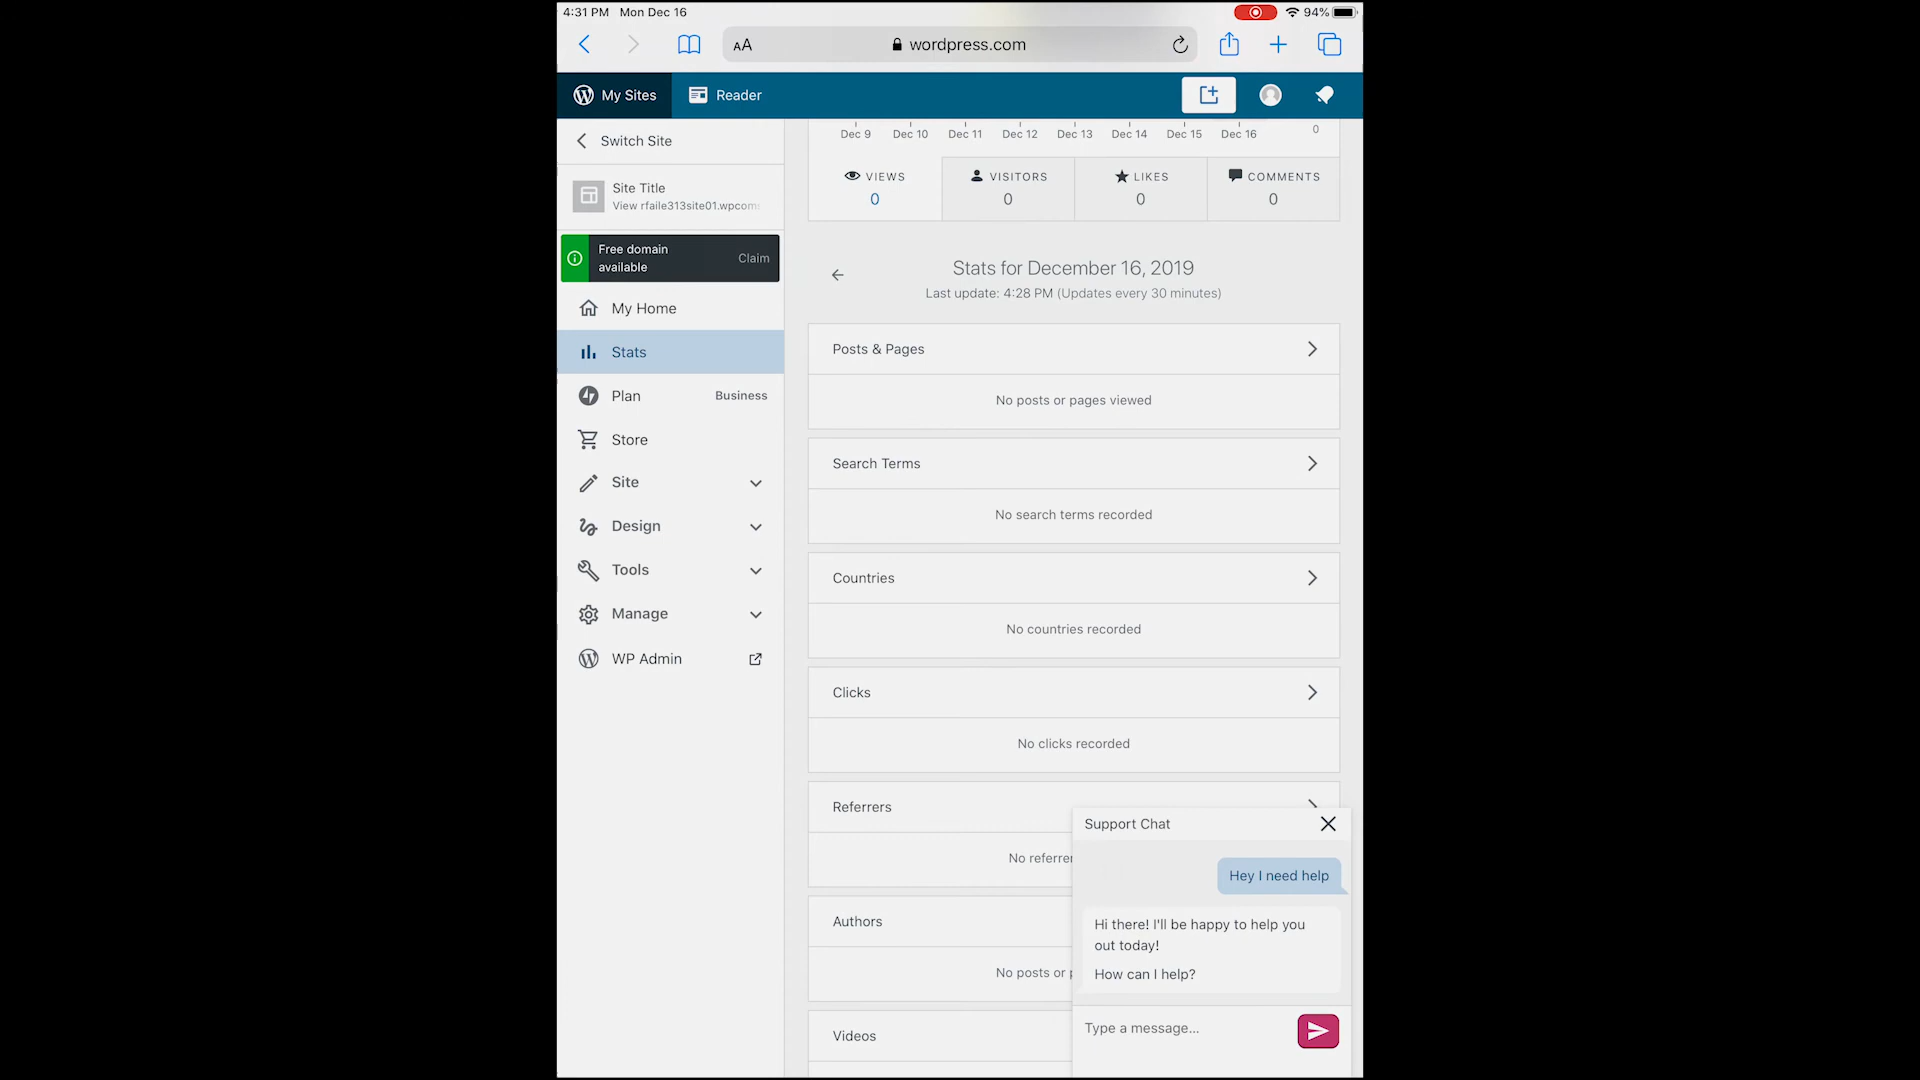 4:31 PM Mon Dec 16
94%
AA
wordpress.com
My Sites
Reader
Switch Site
Site Title
View rfaile313site01.wpcom
Free domain
available
Claim
My Home
Stats
Plan
Business
Store
Site
Design
Tools
Manage
WP Admin
Dec 9 Dec 10 Dec 11 Dec 12 Dec 13 Dec 14 Dec 15 Dec 16
0
VIEWS
0
VISITORS
0
LIKES
0
COMMENTS
0
Stats for December 16, 2019
Last update: 4:28 PM (Updates every 30 minutes)
Posts & Pages
No posts or pages viewed
Search Terms
No search terms recorded
Countries
No countries recorded
Clicks
No clicks recorded
Referrers
No referrer
Authors
No posts or
Videos
Support Chat
Hey I need help
Hi there! I'll be happy to help you
out today!
How can I help?
Type a message...